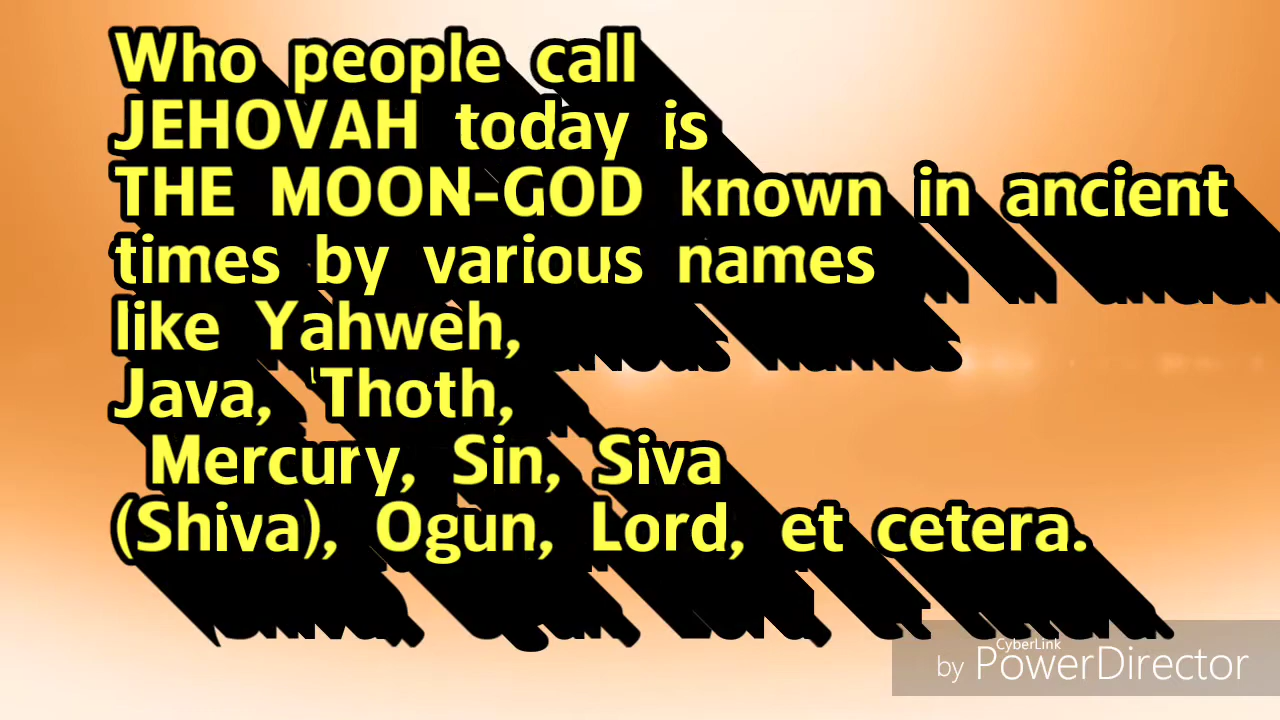 Who people call
JEHOVAH today is
THE MOON-GOD known in ancient
times by various names
like Yahweh,
Java, Thoth,
Mercury, Sin, Siva
(Shiva), Ogun, Lord, et cetera.
CyberLink
by PowerDirector